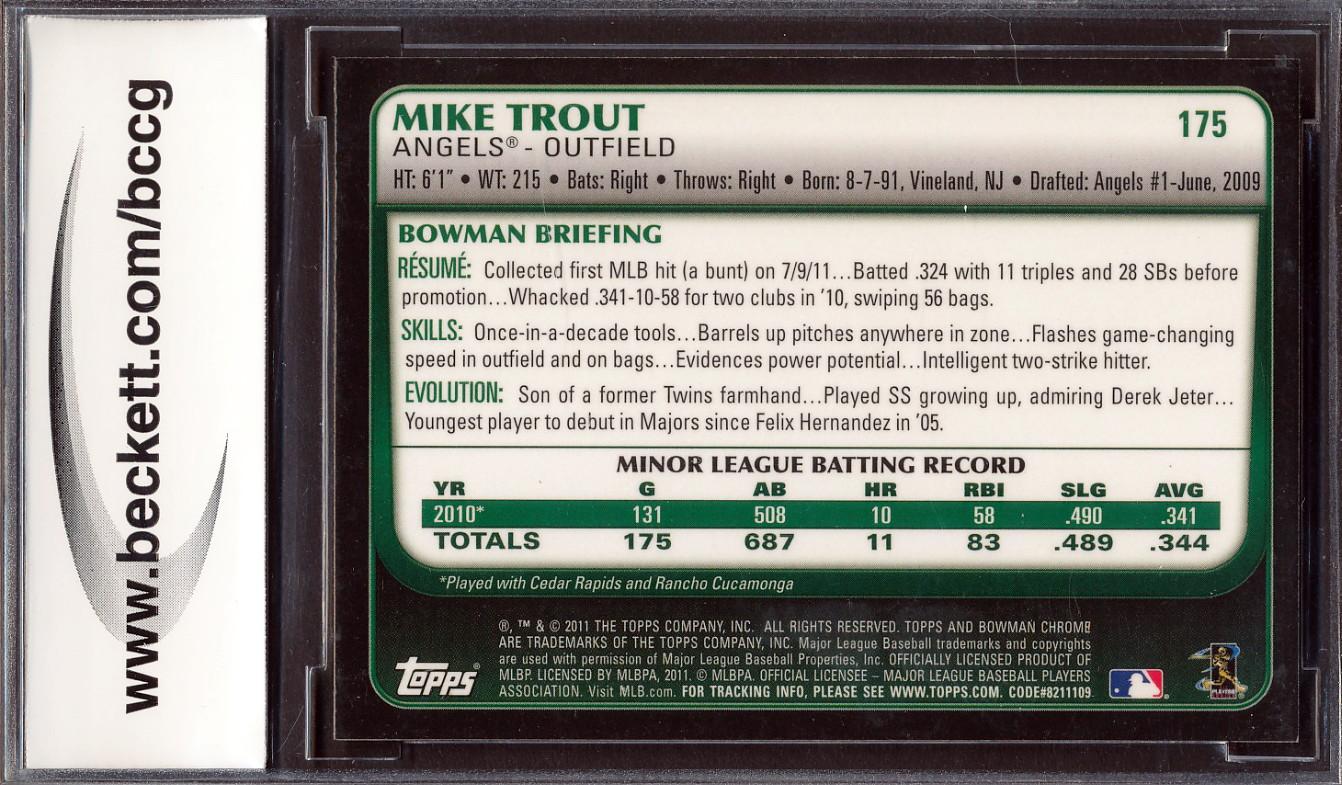 www.beckett.com/bccg
MIKE TROUT
175
ANGELS® - OUTFIELD
HT: 6'1" • WT: 215 • Bats: Right • Throws: Right • Born: 8-7-91, Vineland, NJ • Drafted: Angels #1-June, 2009
BOWMAN BRIEFING
RÉSUMÉ: Collected first MLB hit (a bunt) on 7/9/11...Batted .324 with 11 triples and 28 SBs before
promotion...Whacked .341-10-58 for two clubs in '10, swiping 56 bags.
SKILLS: Once-in-a-decade tools...Barrels up pitches anywhere in zone...Flashes game-changing
speed in outfield and on bags...Evidences power potential...Intelligent two-strike hitter.
EVOLUTION: Son of a former Twins farmhand...Played SS growing up, admiring Derek Jeter...
Youngest player to debut in Majors since Felix Hernandez in '05.
MINOR LEAGUE BATTING RECORD
YR G AB HR RBI SLG AVG
2010* 131 508 10 58 .490 .341
TOTALS 175 687 11 83 .489 .344
*Played with Cedar Rapids and Rancho Cucamonga
®, ™ & © 2011 THE TOPPS COMPANY, INC. ALL RIGHTS RESERVED. TOPPS AND BOWMAN CHROME
ARE TRADEMARKS OF THE TOPPS COMPANY, INC. Major League Baseball trademarks and copyrights
are used with permission of Major League Baseball Properties, Inc. OFFICIALLY LICENSED PRODUCT OF
MLBP. LICENSED BY MLBPA, 2011. © MLBPA. OFFICIAL LICENSEE – MAJOR LEAGUE BASEBALL PLAYERS
ASSOCIATION. Visit MLB.com. FOR TRACKING INFO, PLEASE SEE WWW.TOPPS.COM. CODE#8211109
Topps®